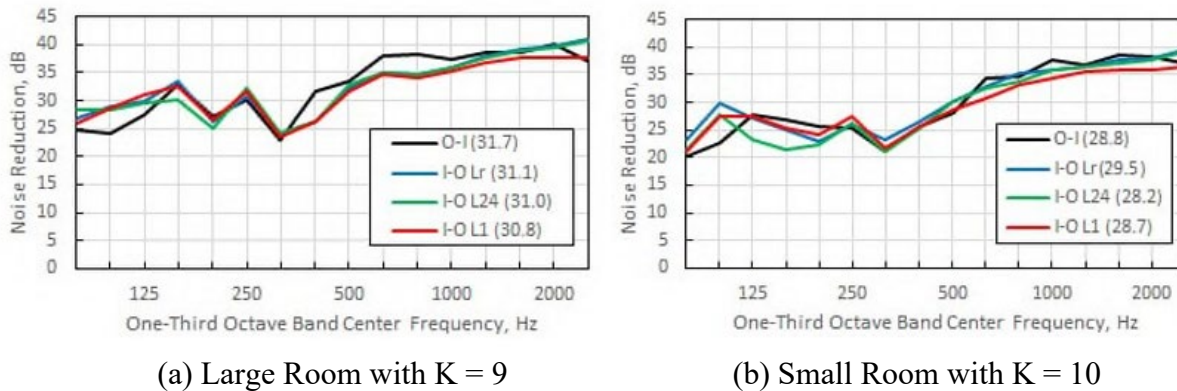 45
40
35
30
25
20
15
10
5
0
Noise Reduction, dB
O-I (31.7)
I-O Lr (31.1)
I-O L24 (31.0)
I-O L1 (30.8)
125 250 500 1000 2000
One-Third Octave Band Center Frequency, Hz
(a) Large Room with K = 9
45
40
35
30
25
20
15
10
5
0
Noise Reduction, dB
O-I (28.8)
I-O Lr(29.5)
I-O L24 (28.2)
I-O L1 (28.7)
125 250 500 1000 2000
One-Third Octave Band Center Frequency, Hz
(b) Small Room with K = 10